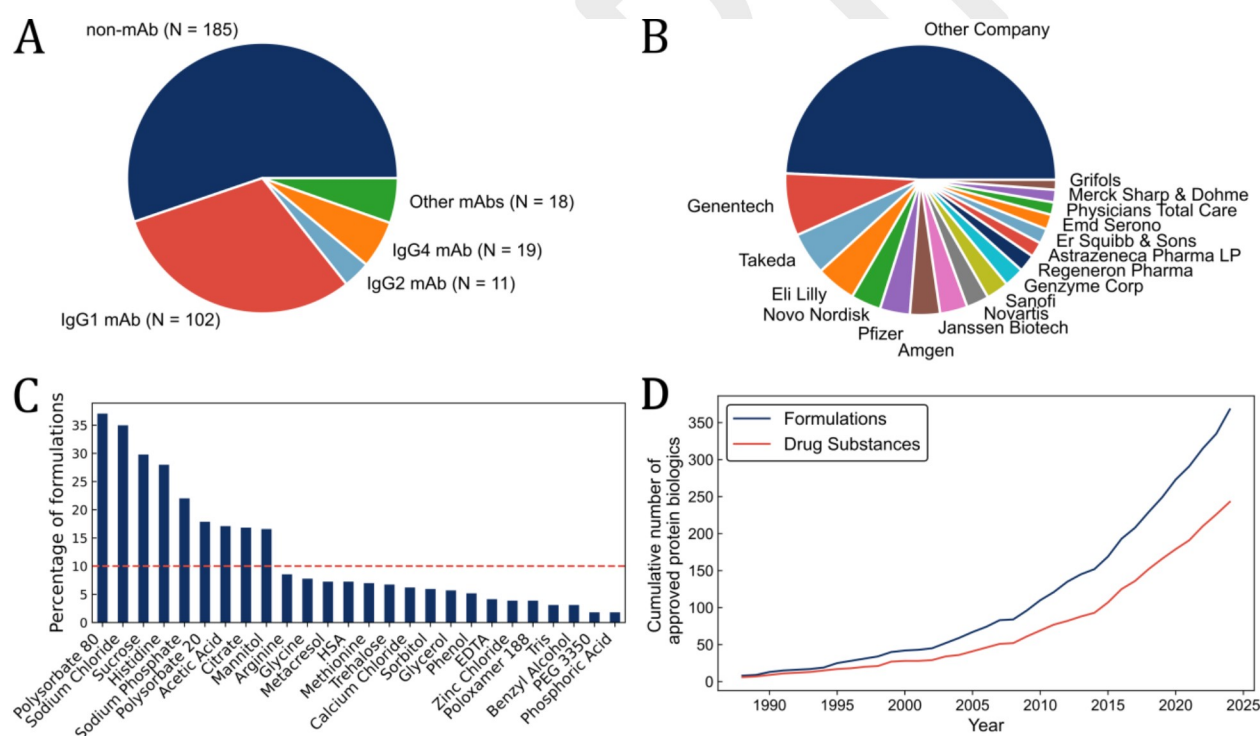 A
non-mAb (N = 185)
Other mAbs (N = 18)
IgG4 mAb (N = 19)
IgG2 mAb (N = 11)
IgG1 mAb (N = 102)
B
Other Company
Genentech
Takeda
Eli Lilly
Novo Nordisk
Pfizer
Amgen
Janssen Biotech
Novartis
Sanofi
Genzyme Corp
Regeneron Pharma
Astrazeneca Pharma LP
Er Squibb & Sons
Emd Serono
Physicians Total Care
Merck Sharp & Dohme
Grifols
C
Percentage of formulations
35
30
25
20
15
10
10
5
0
Polysorbate 80
Sodium Chloride
Sucrose
Histidine
Sodium Phosphate
Polysorbate 20
Acetic Acid
Citrate
Mannitol
Arginine
Glycine
Metacresol
HSA
Methionine
Trehalose
Calcium Chloride
Sorbitol
Glycerol
Phenol
EDTA
Zinc Chloride
Poloxamer 188
Tris
Benzyl Alcohol
PEG 3350
Phosphoric Acid
D
Cumulative number of
approved protein biologics
Formulations
Drug Substances
350
300
250
200
150
100
50
0
1990
1995
2000
2005
2010
2015
2020
2025
Year